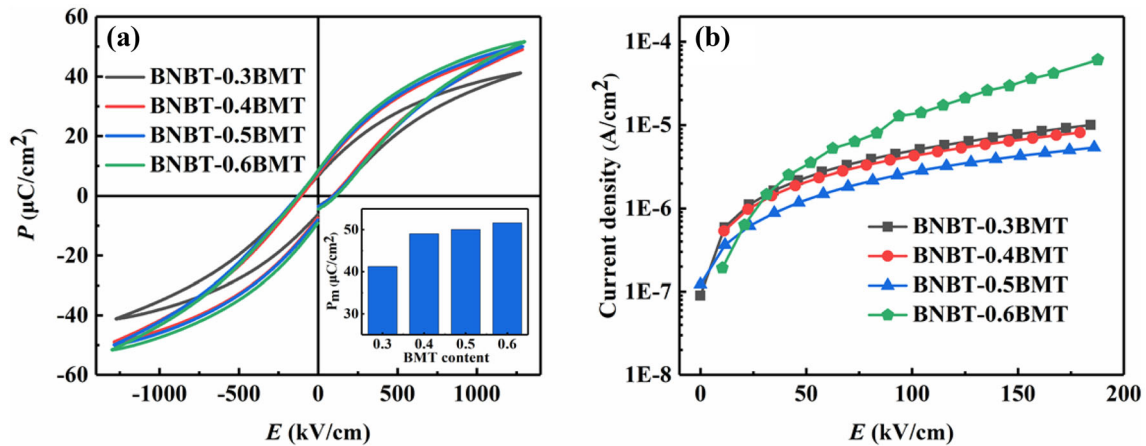 (a)
BNBT-0.3BMT
BNBT-0.4BMT
BNBT-0.5BMT
BNBT-0.6BMT
60
40
20
0
-20
-40
-60
P (μC/cm²)
-1000
-500
0
500
1000
E (kV/cm)
50
40
30
Pm (μC/cm²)
0.3
0.4
0.5
0.6
BMT content
(b)
1E-4
1E-5
1E-6
1E-7
1E-8
Current density (A/cm²)
BNBT-0.3BMT
BNBT-0.4BMT
BNBT-0.5BMT
BNBT-0.6BMT
0
50
100
150
200
E (kV/cm)